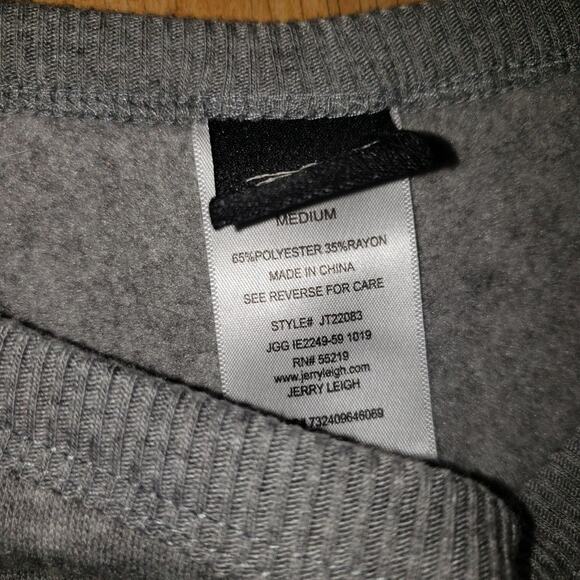 MEDIUM
65%POLYESTER 35%RAYON
MADE IN CHINA
SEE REVERSE FOR CARE
STYLE# JT22083
JGG IE2249-59 1019
RN# 55219
www.jerryleigh.com
JERRY LEIGH
732409646069